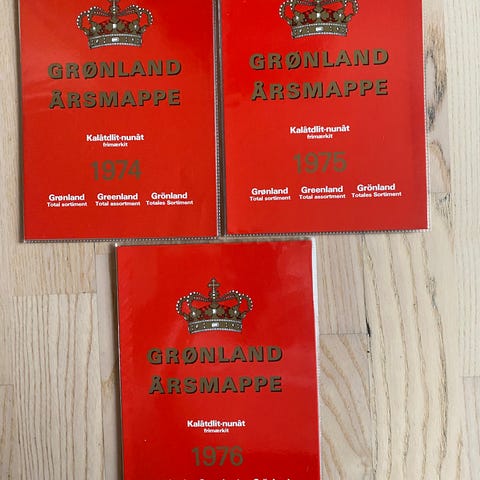 GRØNLAND
ÅRSMAPPE
Kalâtdlit-nunât
frimærkit
1974
Grønland Greenland Grönland
Total sortiment Total assortment Totales Sortiment
GRØNLAND
ÅRSMAPPE
Kalâtdlit-nunât
frimærkit
1975
Grønland Greenland Grönland
Total sortiment Total assortment Totales Sortiment
GRØNLAND
ÅRSMAPPE
Kalâtdlit-nunât
frimærkit
1976